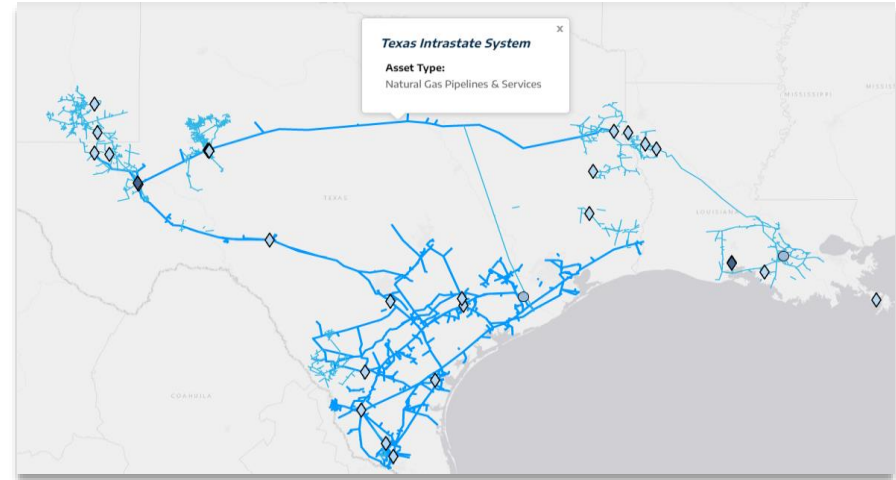 x
Texas Intrastate System
Asset Type:
Natural Gas Pipelines & Services
MISSISSIPPI
TEXAS
LOUISIANA
COAHUILA